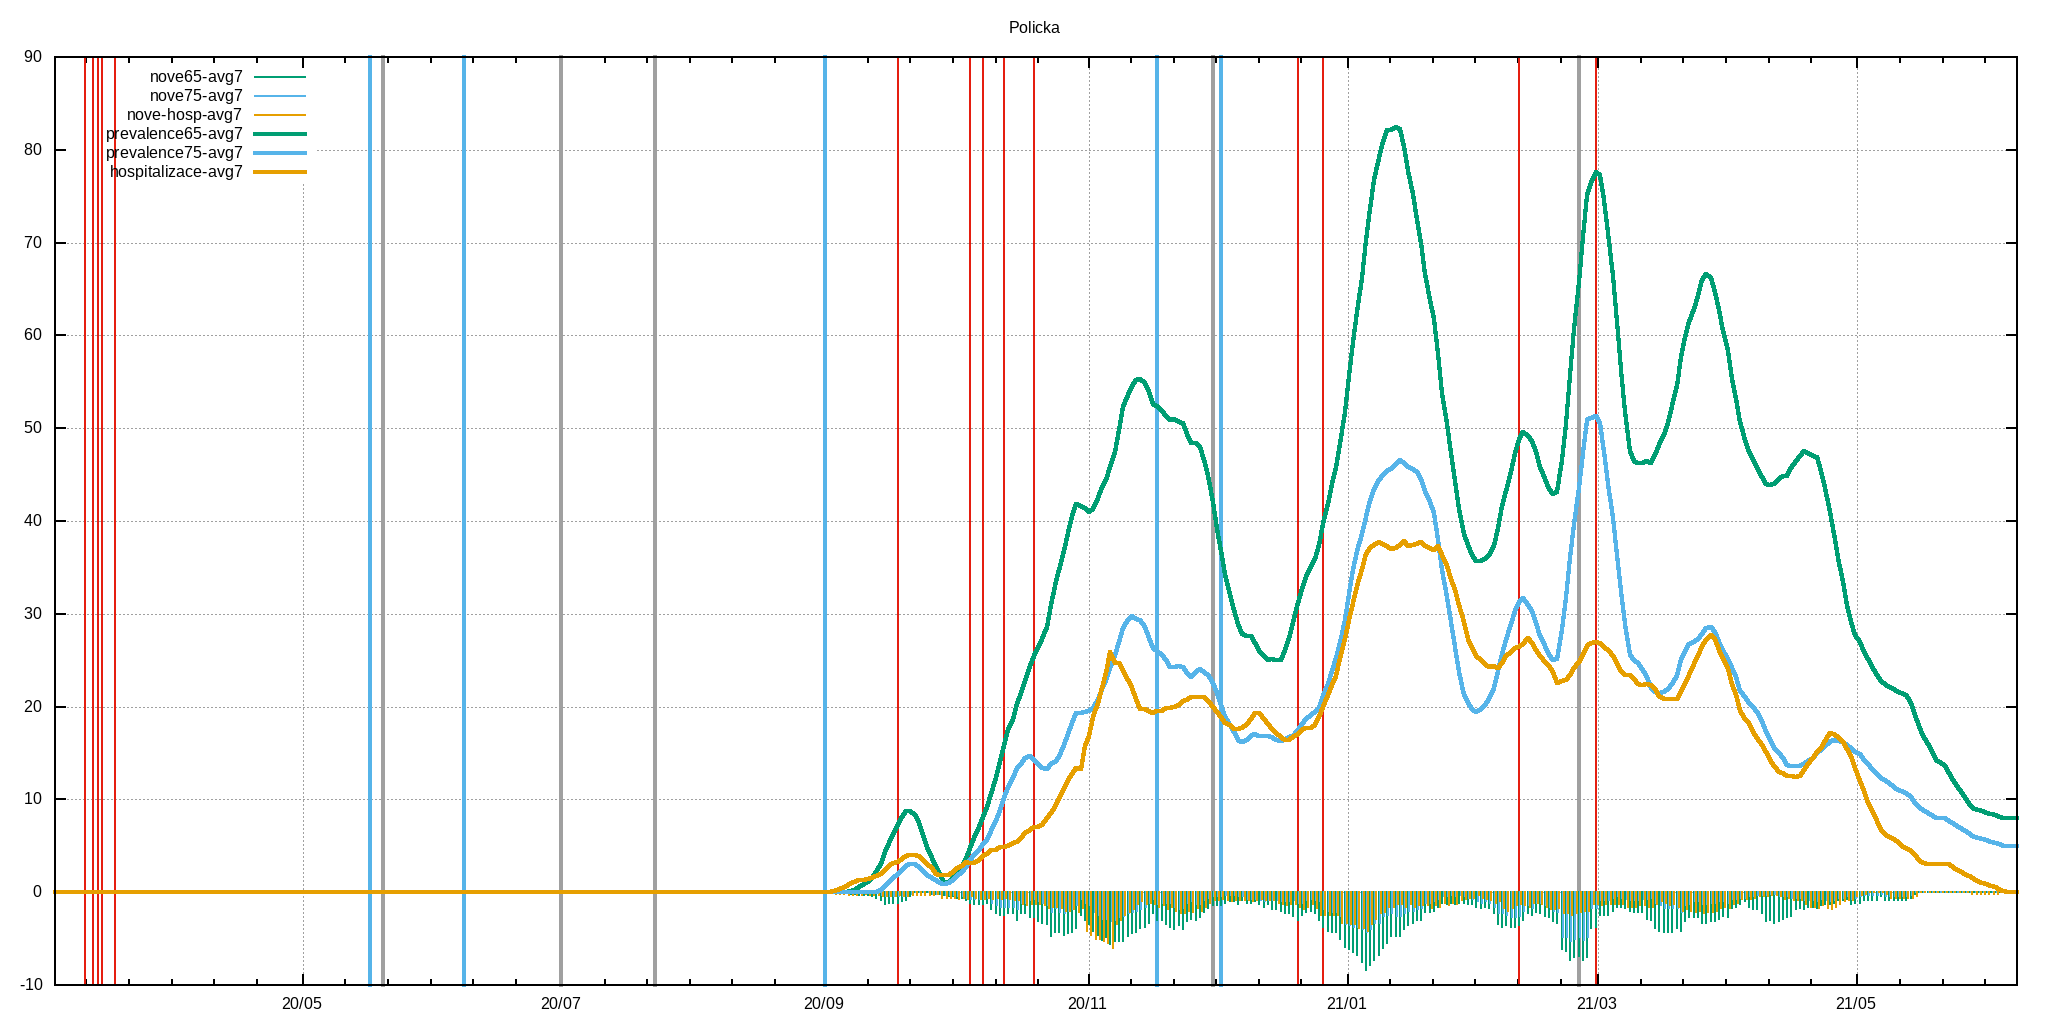 Policka
90
80
70
60
50
40
30
20
10
0
-10
nove65-avg7
nove75-avg7
nove-hosp-avg7
prevalence65-avg7
prevalence75-avg7
hospitalizace-avg7
20/05 20/07 20/09 20/11 21/01 21/03 21/05